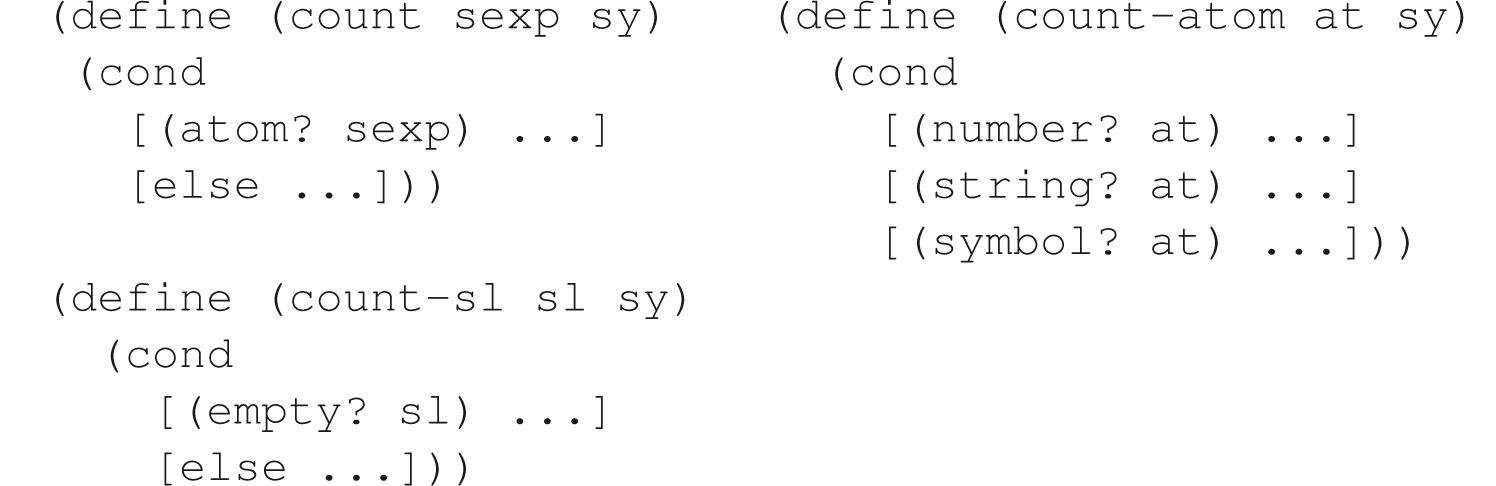 (define (count sexp sy)
(cond
[(atom? sexp) ...]
[else ...]))
(define (count-sl sl sy)
(cond
[(empty? sl) ...]
[else ...]))
(define (count-atom at sy)
(cond
[(number? at) ...]
[(string? at) ...]
[(symbol? at) ...]))